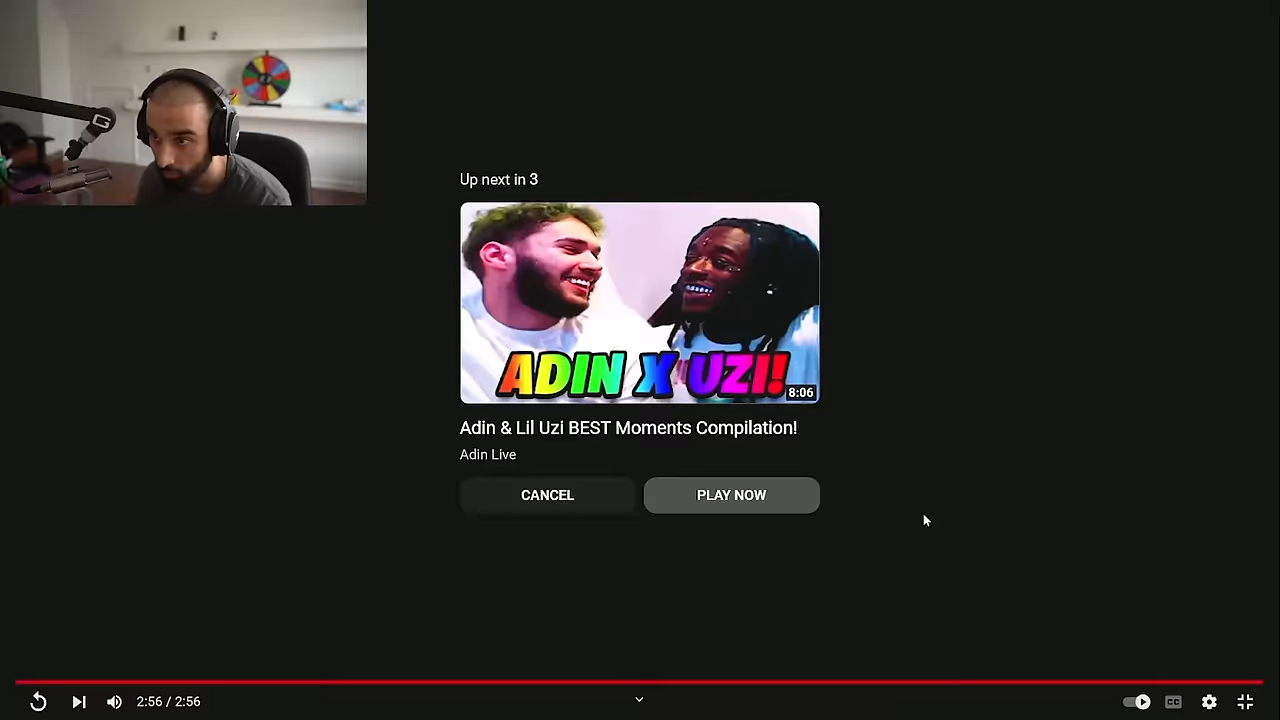 Up next in 3
ADIN X UZI!
8:06
Adin & Lil Uzi BEST Moments Compilation!
Adin Live
CANCEL
PLAY NOW
2:56 / 2:56
CC